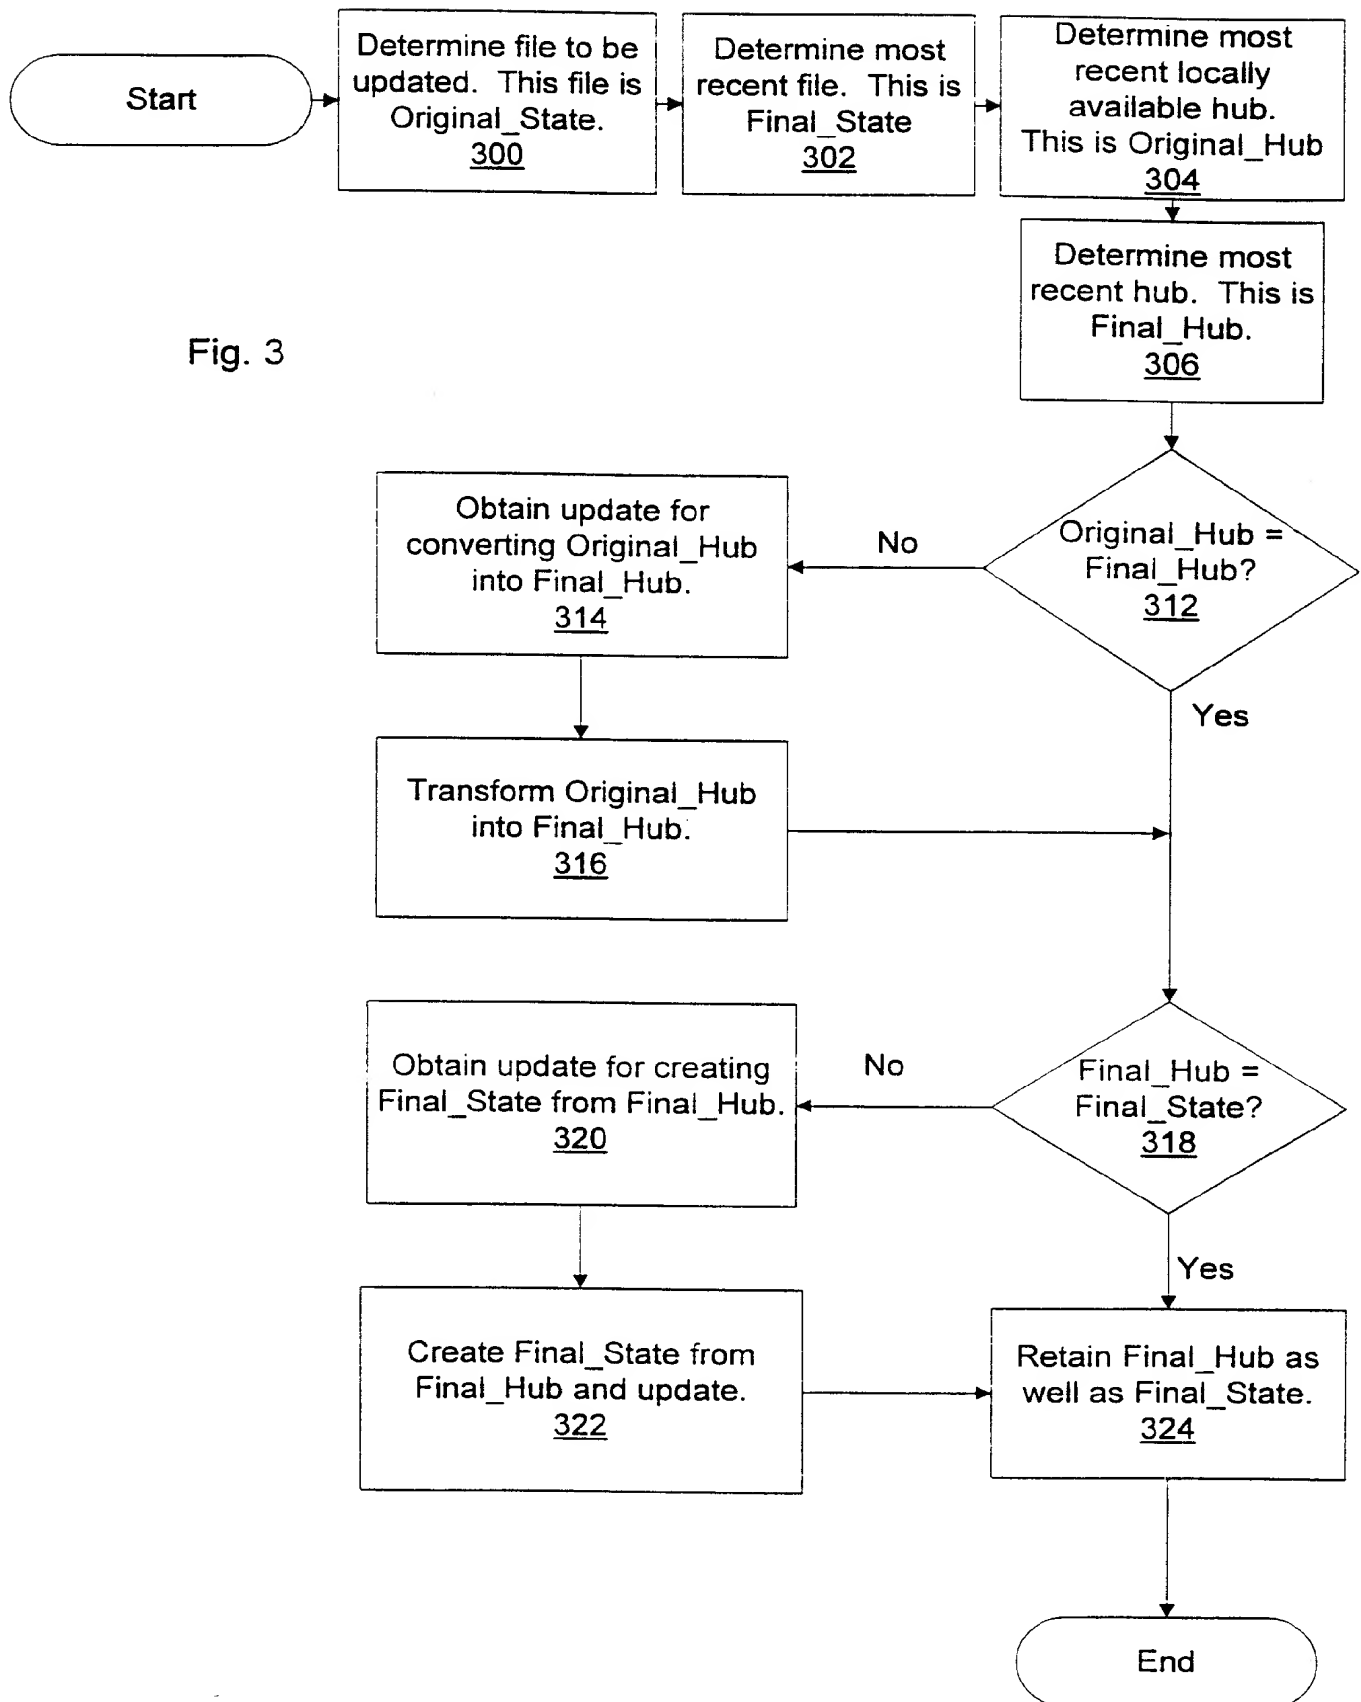 Start
Determine file to be
updated. This file is
Original_State.
300
Determine most
recent file. This is
Final_State
302
Determine most
recent locally
available hub.
This is Original_Hub
304
Determine most
recent hub. This is
Final_Hub.
306
Fig. 3
Original_Hub =
Final_Hub?
312
No
Yes
Obtain update for
converting Original_Hub
into Final_Hub.
314
Transform Original_Hub
into Final_Hub.
316
Final_Hub =
Final_State?
318
No
Yes
Obtain update for creating
Final_State from Final_Hub.
320
Create Final_State from
Final_Hub and update.
322
Retain Final_Hub as
well as Final_State.
324
End